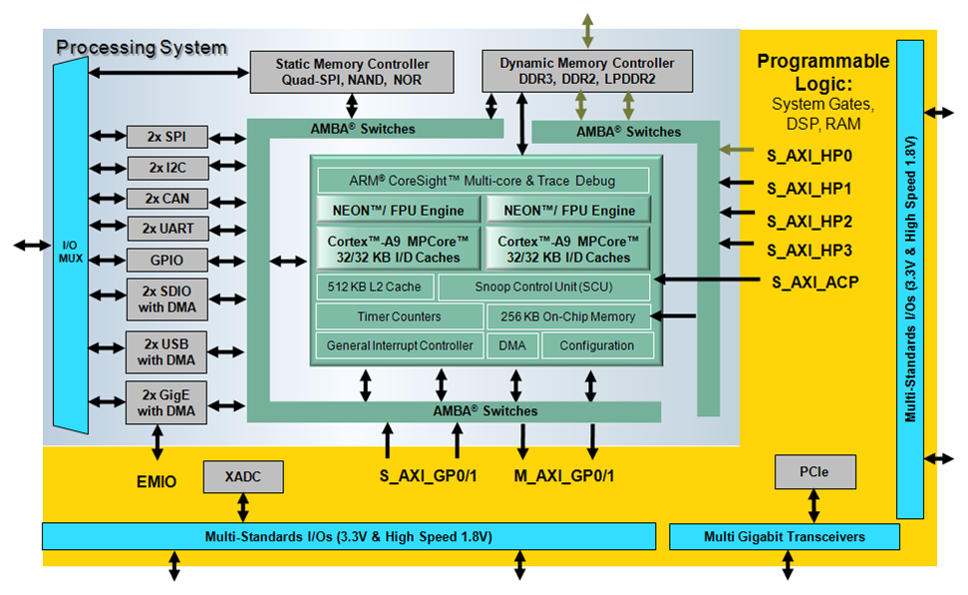 Processing System
Static Memory Controller
Quad-SPI, NAND, NOR
Dynamic Memory Controller
DDR3, DDR2, LPDDR2
Programmable
Logic:
System Gates,
DSP, RAM
AMBA® Switches
AMBA® Switches
2x SPI
2x I2C
2x CAN
2x UART
GPIO
2x SDIO
with DMA
2x USB
with DMA
2x GigE
with DMA
I/O
MUX
ARM® CoreSight™ Multi-core & Trace Debug
NEON™/ FPU Engine
NEON™/ FPU Engine
Cortex™-A9 MPCore™
32/32 KB I/D Caches
Cortex™-A9 MPCore™
32/32 KB I/D Caches
512 KB L2 Cache
Snoop Control Unit (SCU)
Timer Counters
256 KB On-Chip Memory
General Interrupt Controller
DMA
Configuration
S_AXI_HP0
S_AXI_HP1
S_AXI_HP2
S_AXI_HP3
S_AXI_ACP
Multi-Standards I/Os (3.3V & High Speed 1.8V)
AMBA® Switches
EMIO
XADC
S_AXI_GP0/1
M_AXI_GP0/1
PCIe
Multi-Standards I/Os (3.3V & High Speed 1.8V)
Multi Gigabit Transceivers